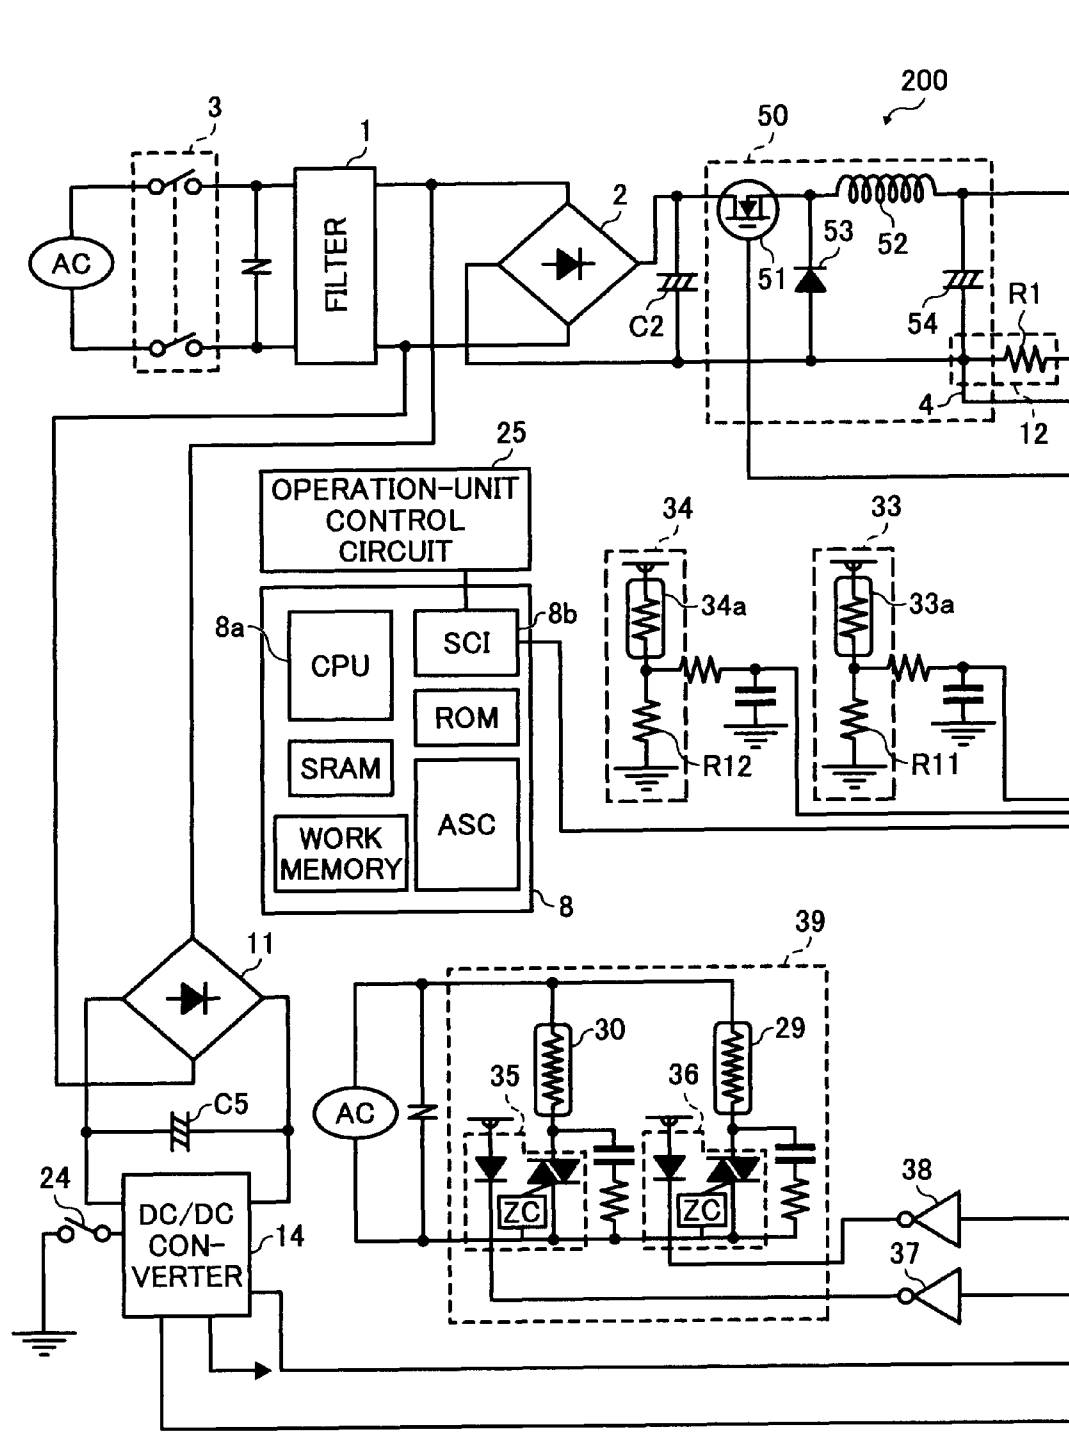 200
3
1
50
2
FILTER
AC
53
52
51
C2
54
R1
4
12
25
OPERATION-UNIT
CONTROL
CIRCUIT
34
33
34a
33a
8a
8b
CPU
SCI
ROM
SRAM
ASC
WORK
MEMORY
R12
R11
8
39
11
30
29
35
36
C5
AC
24
ZC
ZC
38
DC/DC
CON-
VERTER
14
37